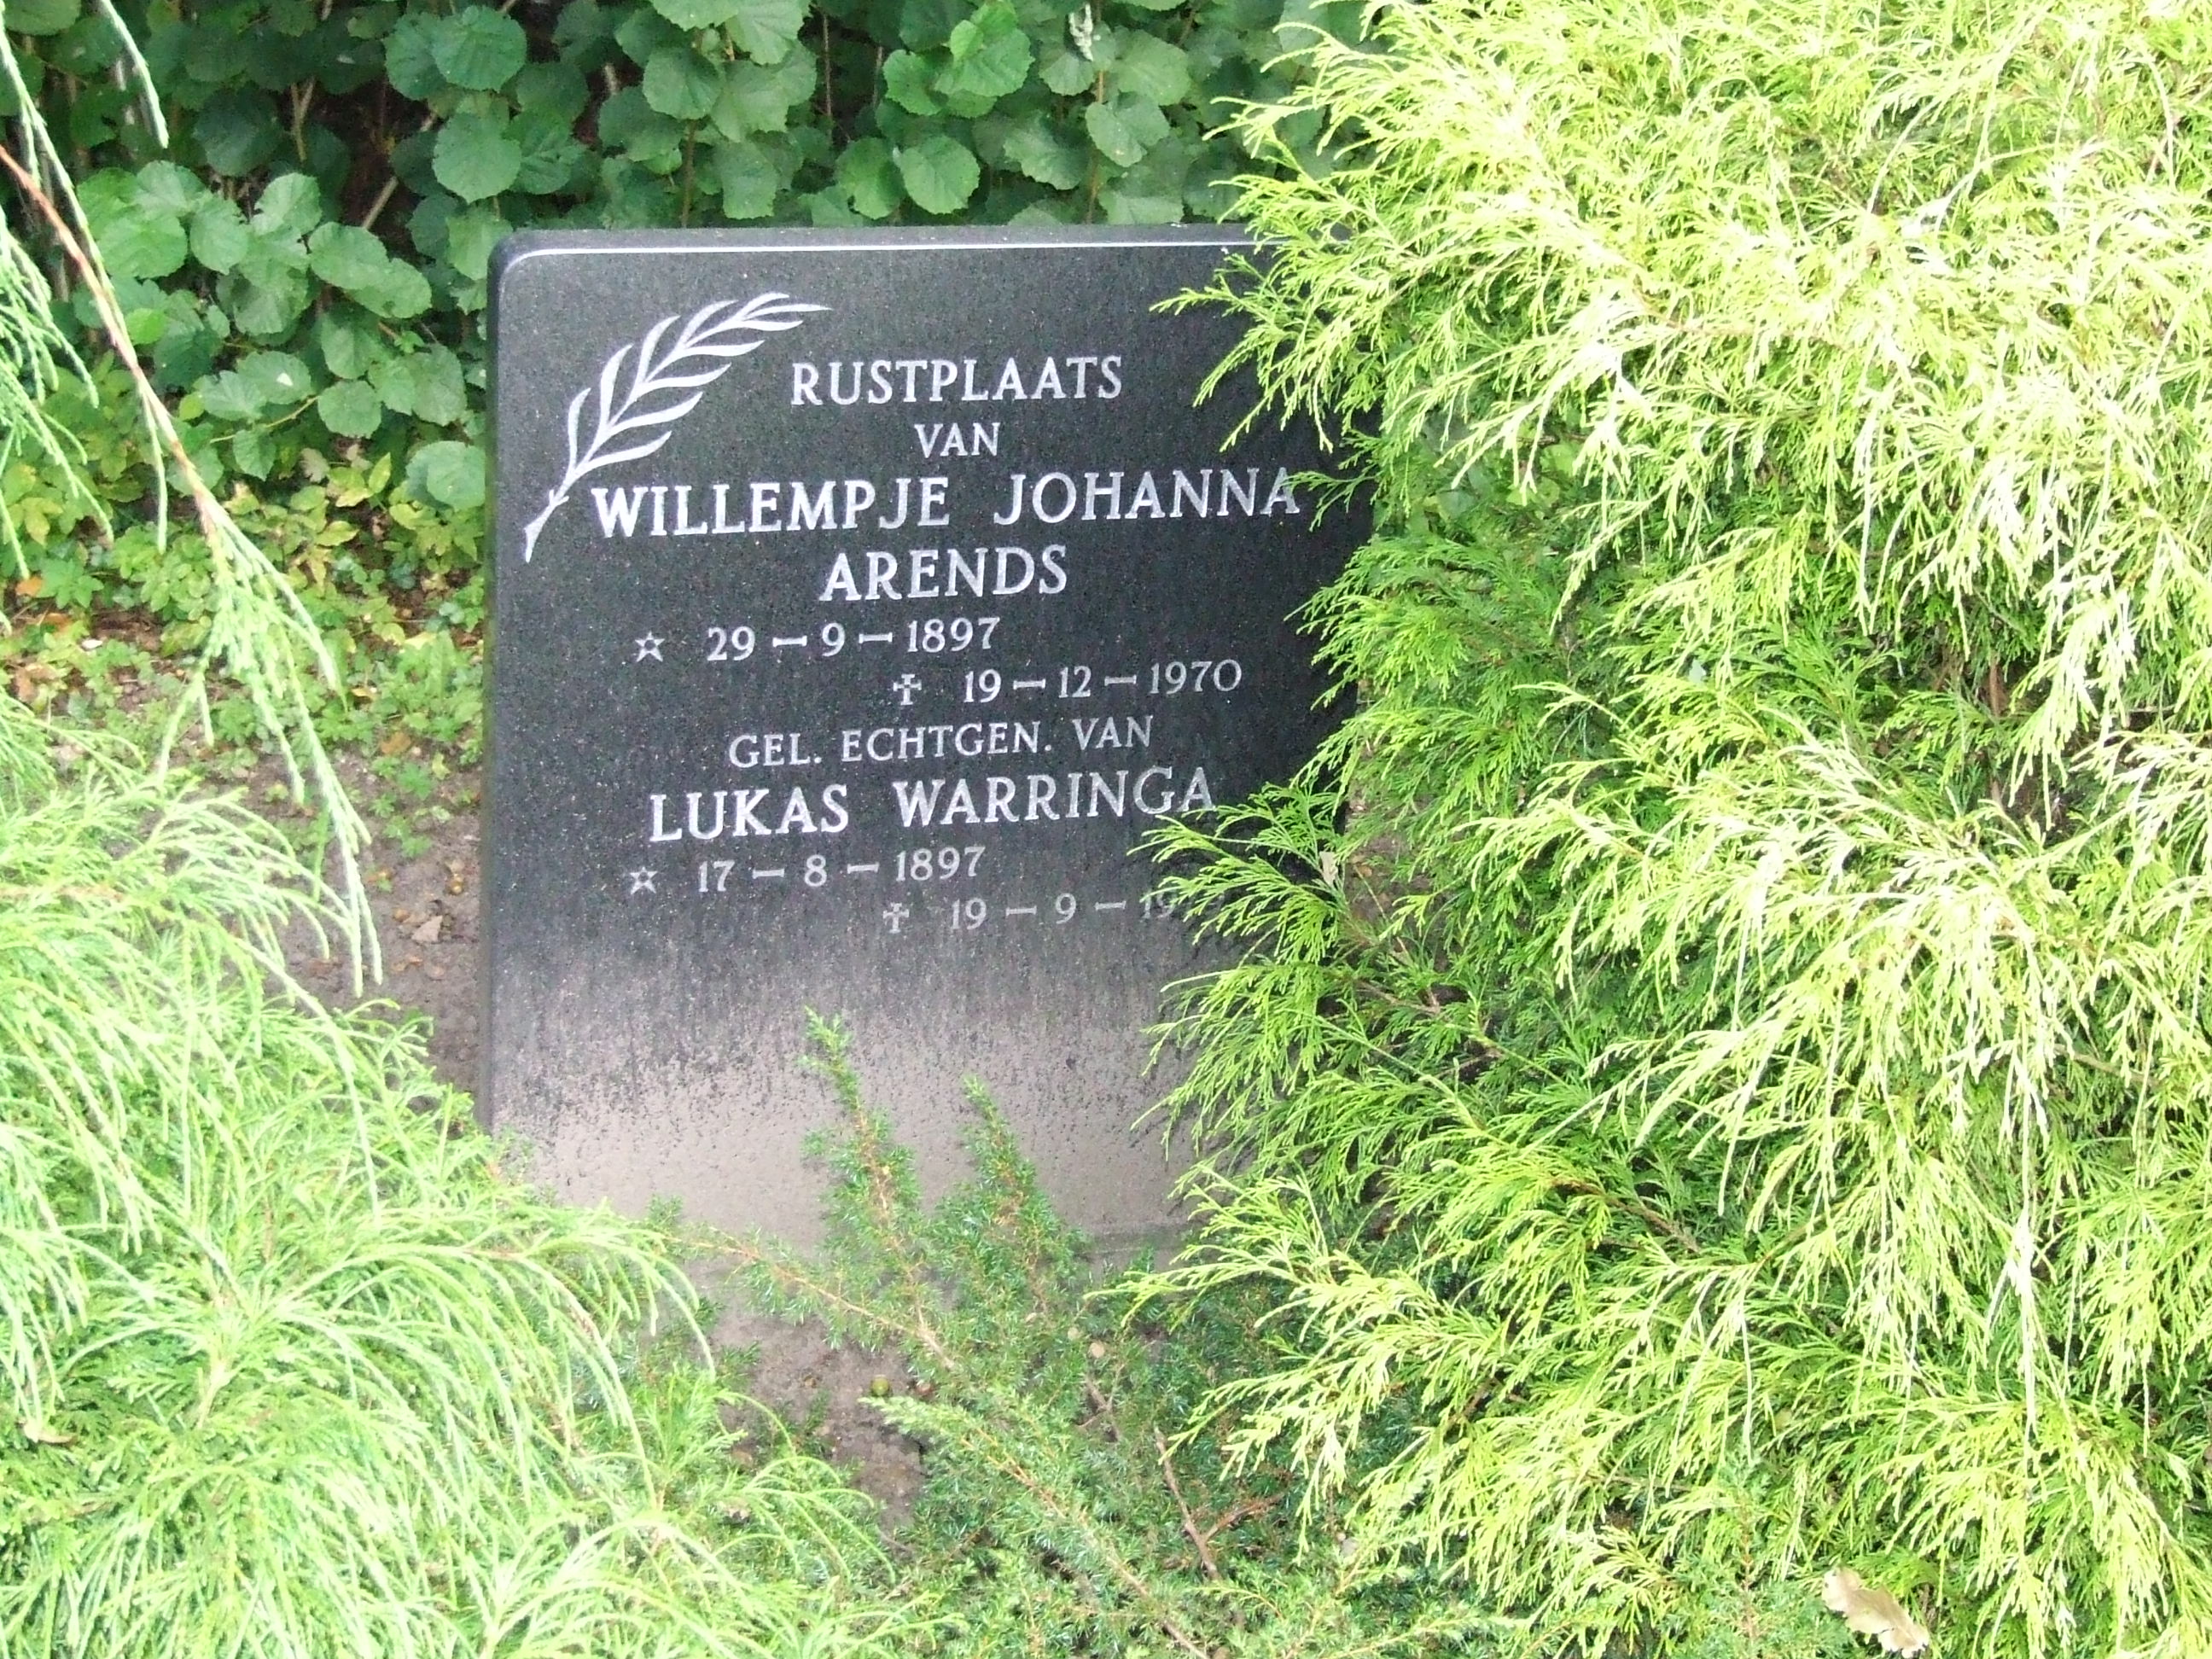 RUSTPLAATS
VAN
WILLEMPJE JOHANNA
ARENDS
29 - 9 - 1897
✝ 19 - 12 - 1970
GEL. ECHTGEN. VAN
LUKAS WARRINGA
17 - 8 - 1897
✝ 19 - 9 -